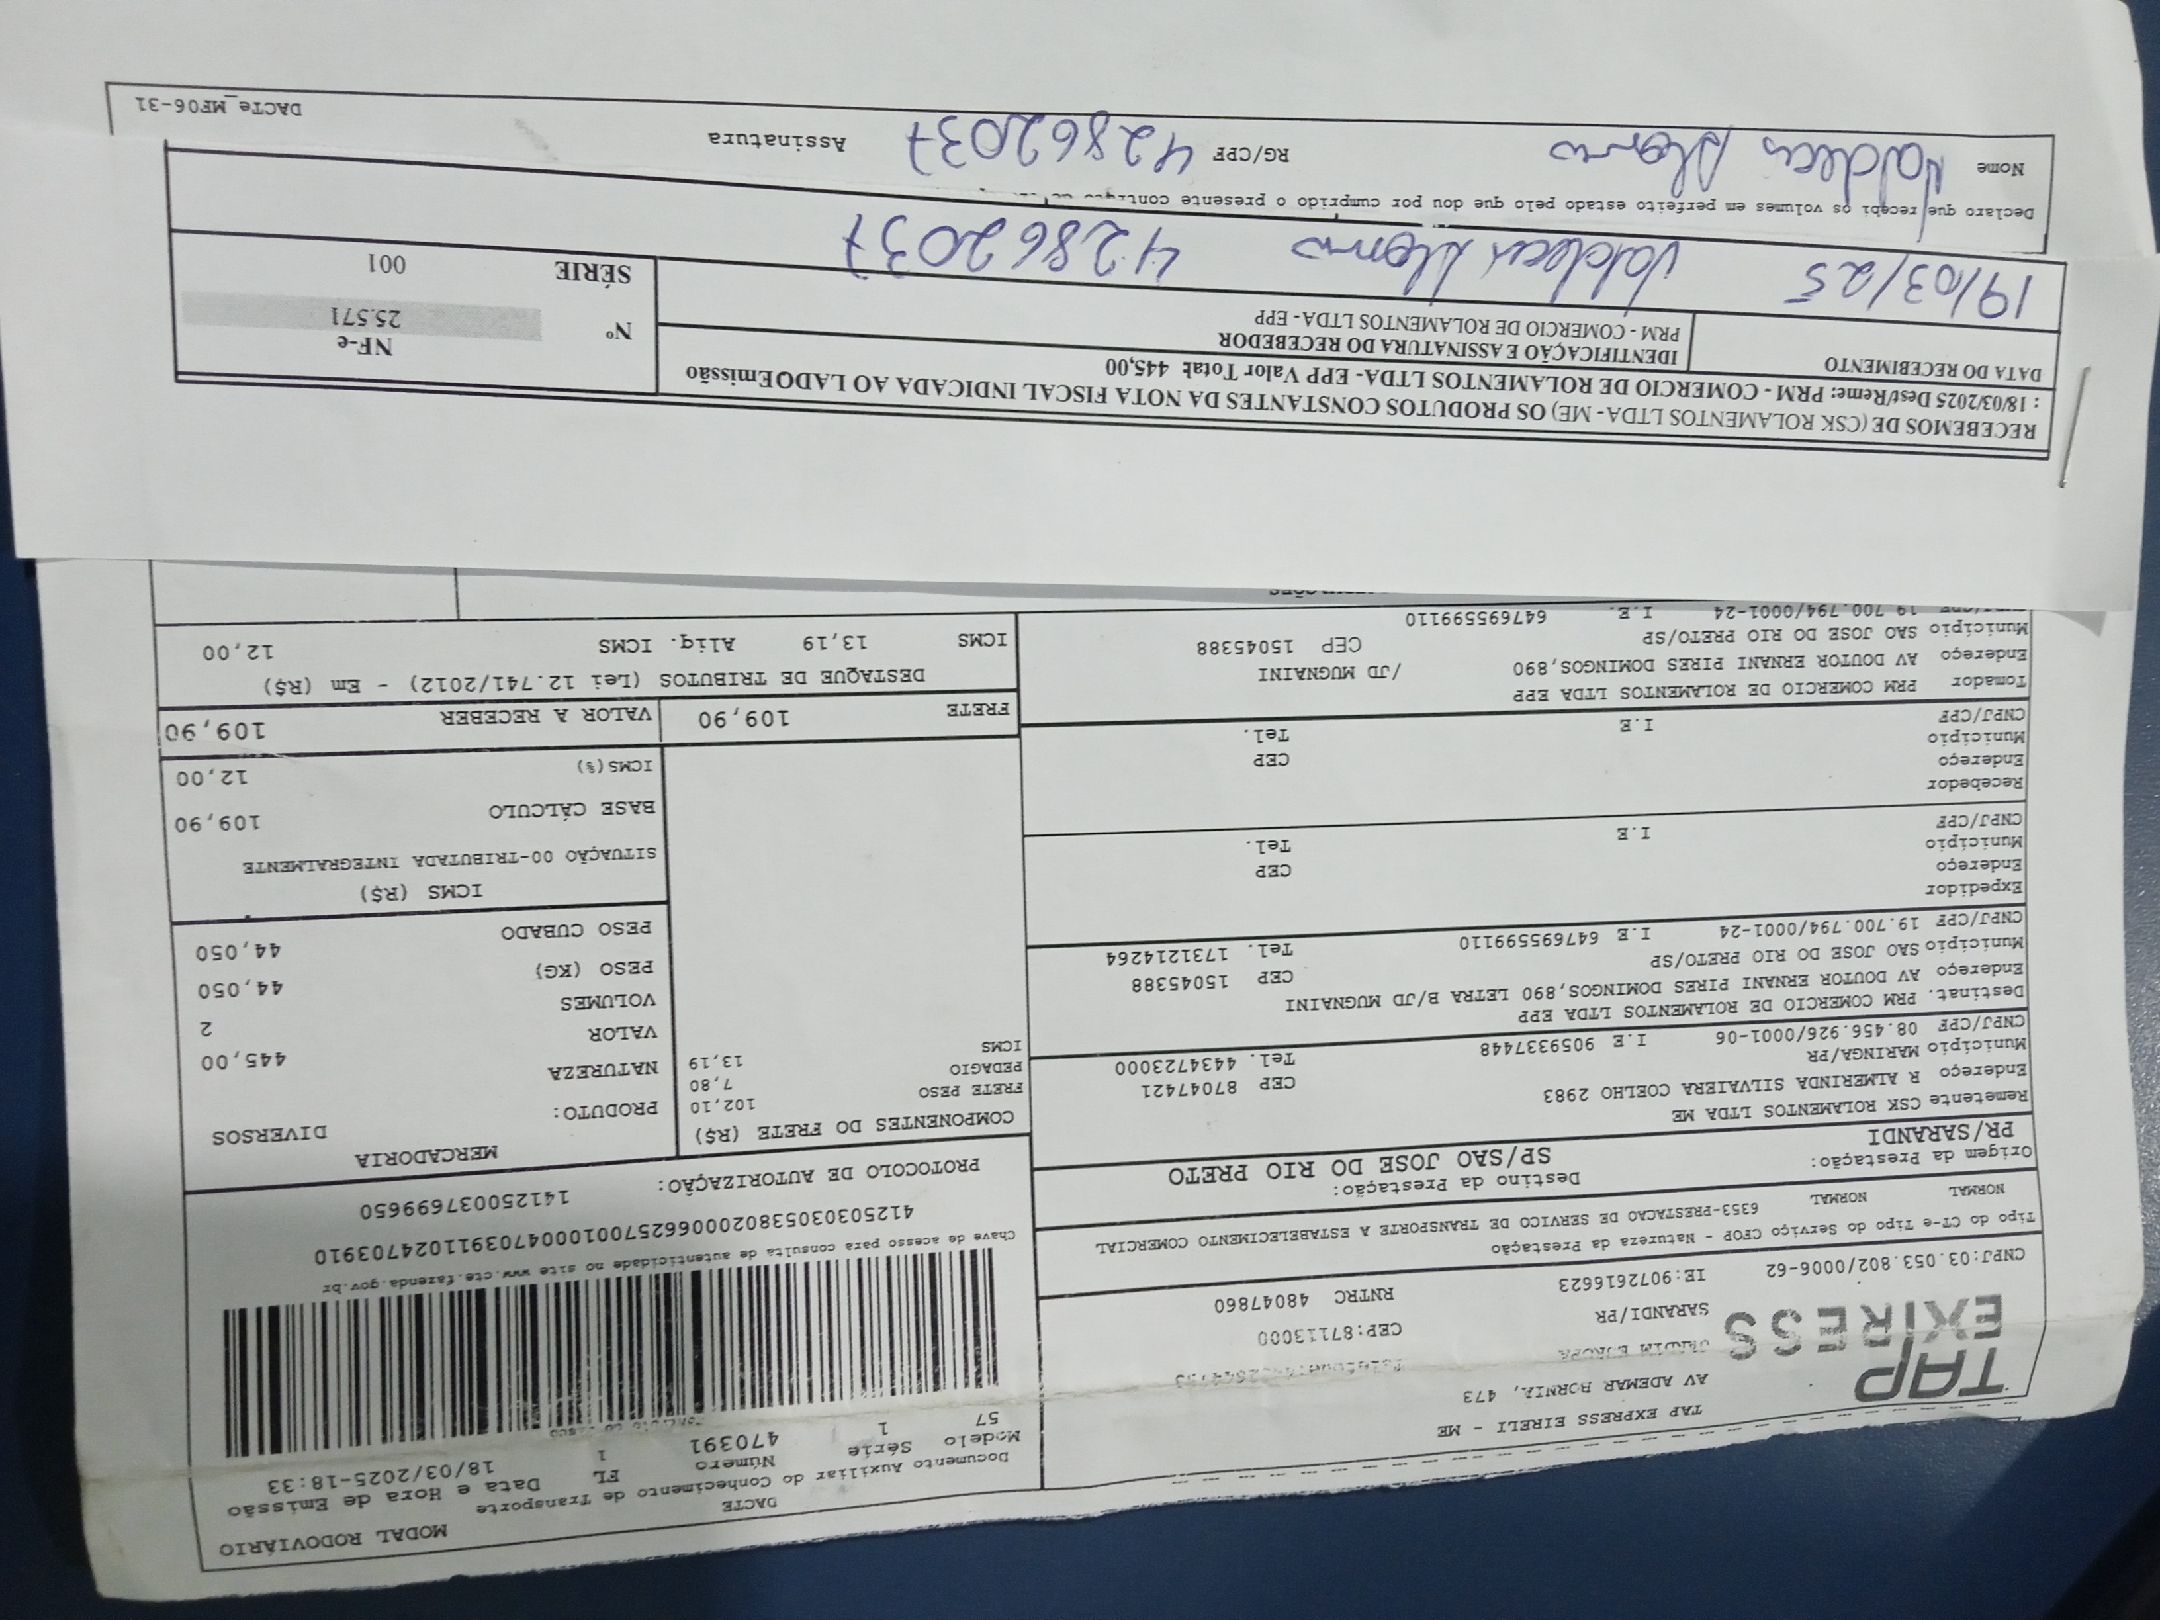 DACTE
MODAL RODOVIÁRIO
Documento Auxiliar do Conhecimento de Transporte
Modelo Série Número FL Data e Hora de Emissão
57 1 470391 1 18/03/2025-18:33
TAP
EXPRESS
TAP EXPRESS EIRELI - ME
AV ADEMAR BORNIA, 473
JARDIM EUROPA
SARANDI/PR CEP:87113000
CNPJ:03.053.802/0006-62 IE:9072616623 RNTRC 48047860
Chave de acesso para consulta de autenticidade no site www.cte.fazenda.gov.br
41250303053802000662570010004703911024703910
PROTOCOLO DE AUTORIZAÇÃO: 141250037699650
Tipo do CT-e Tipo do Serviço CFOP - Natureza da Prestação
NORMAL NORMAL 6353-PRESTACAO DE SERVICO DE TRANSPORTE A ESTABELECIMENTO COMERCIAL
Origem da Prestação: Destino da Prestação:
PR/SARANDI SP/SAO JOSE DO RIO PRETO
Remetente CSK ROLAMENTOS LTDA ME
Endereço R ALMERINDA SILVAIERA COELHO 2983
Município MARINGA/PR CEP 87047421
CNPJ/CPF 08.456.926/0001-06 I.E 9059337448 Tel. 4434723000
Destinat. PRM COMERCIO DE ROLAMENTOS LTDA EPP
Endereço AV DOUTOR ERNANI PIRES DOMINGOS,890 LETRA B/JD MUGNAINI
Município SAO JOSE DO RIO PRETO/SP CEP 15045388
CNPJ/CPF 19.700.794/0001-24 I.E 647695599110 Tel. 1731214264
Expedidor
Endereço
Município CEP
CNPJ/CPF I.E Tel.
Recebedor
Endereço
Município CEP
CNPJ/CPF I.E Tel.
Tomador PRM COMERCIO DE ROLAMENTOS LTDA EPP
Endereço AV DOUTOR ERNANI PIRES DOMINGOS,890 /JD MUGNAINI
Município SAO JOSE DO RIO PRETO/SP CEP 15045388
CNPJ/CPF 19.700.794/0001-24 I.E. 647695599110
COMPONENTES DO FRETE (R$)
FRETE PESO 102,10
PEDAGIO 7,80
ICMS 13,19
MERCADORIA
PRODUTO: DIVERSOS
NATUREZA
VALOR 445,00
VOLUMES 2
PESO (KG) 44,050
PESO CUBADO 44,050
ICMS (R$)
SITUAÇÃO 00-TRIBUTADA INTEGRALMENTE
BASE CÁLCULO 109,90
ICMS(%) 12,00
FRETE 109,90 VALOR A RECEBER 109,90
DESTAQUE DE TRIBUTOS (Lei 12.741/2012) - Em (R$)
ICMS 13,19 Aliq. ICMS 12,00
RECEBEMOS DE (CSK ROLAMENTOS LTDA - ME) OS PRODUTOS CONSTANTES DA NOTA FISCAL INDICADA AO LADOEmissão
: 18/03/2025 Dest/Reme: PRM - COMERCIO DE ROLAMENTOS LTDA - EPP Valor Total: 445,00
DATA DO RECEBIMENTO
IDENTIFICAÇÃO E ASSINATURA DO RECEBEDOR
PRM - COMERCIO DE ROLAMENTOS LTDA - EPP
19/03/25 Valdecir 428862037
NF-e
Nº 25.571
SÉRIE 001
Declaro que recebi os volumes em perfeito estado pelo que dou por cumprido o presente
Nome Valdecir RG/CPF 428862037 Assinatura
DACTe_MF06-31